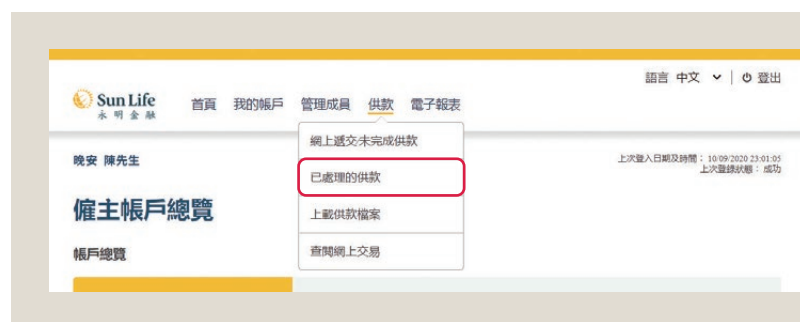 語言 中文 | 登出
Sun Life
永明金融
首頁 我的帳戶 管理成員 供款 電子報表
網上遞交未完成供款
已處理的供款
上載供款檔案
查閱網上交易
晚安 陳先生
上次登入日期及時間： 10/09/2020 23:01:05
上次登錄狀態： 成功
僱主帳戶總覽
帳戶總覽